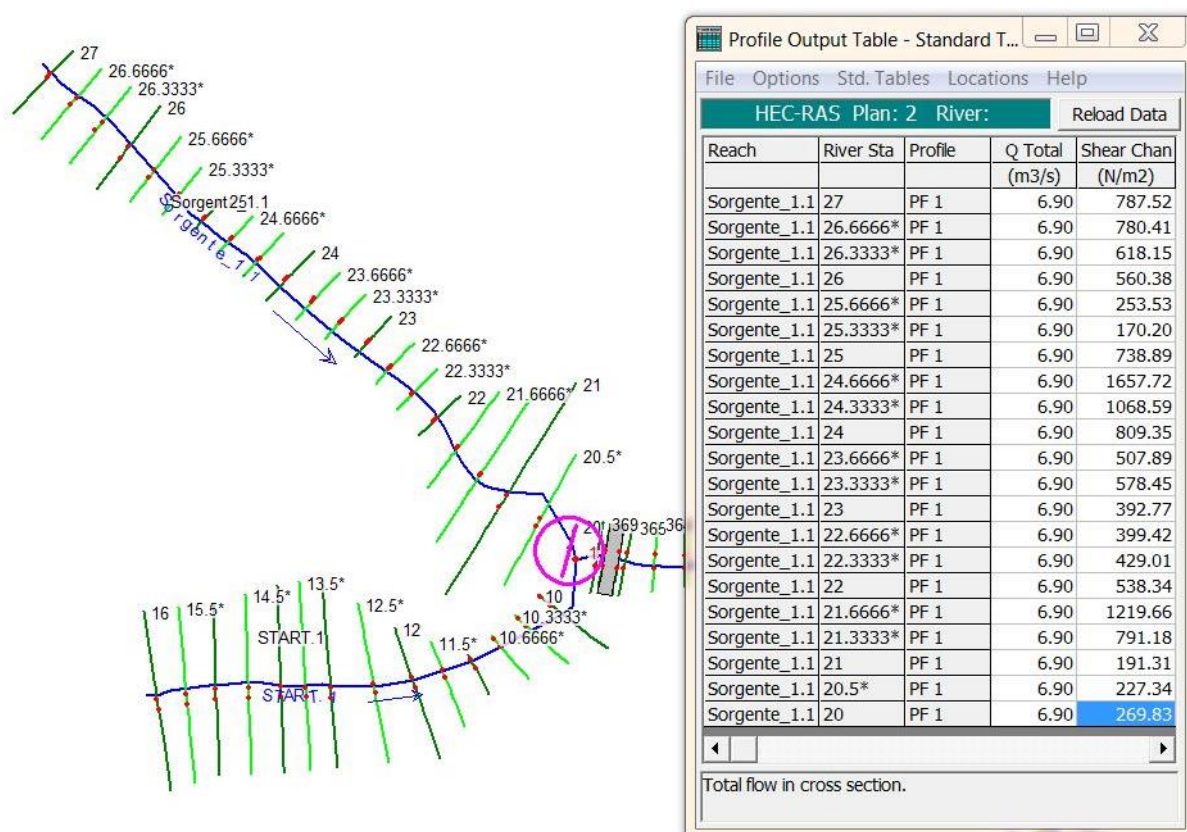 27
26.6666*
26.3333*
26
25.6666*
25.3333*
Sorgent 251.1
Sorgente_1.1
24.6666*
24
23.6666*
23.3333*
23
22.6666*
22.3333*
22
21.6666*
21
20.5*
369
365
16
15.5*
14.5*
13.5*
12.5*
12
11.5*
10
10.3333*
10.6666*
START.1
START. 1
Profile Output Table - Standard T...
File Options Std. Tables Locations Help
HEC-RAS Plan: 2 River:
Reload Data
Reach River Sta Profile Q Total Shear Chan
(m3/s) (N/m2)
Sorgente_1.1 27 PF 1 6.90 787.52
Sorgente_1.1 26.6666* PF 1 6.90 780.41
Sorgente_1.1 26.3333* PF 1 6.90 618.15
Sorgente_1.1 26 PF 1 6.90 560.38
Sorgente_1.1 25.6666* PF 1 6.90 253.53
Sorgente_1.1 25.3333* PF 1 6.90 170.20
Sorgente_1.1 25 PF 1 6.90 738.89
Sorgente_1.1 24.6666* PF 1 6.90 1657.72
Sorgente_1.1 24.3333* PF 1 6.90 1068.59
Sorgente_1.1 24 PF 1 6.90 809.35
Sorgente_1.1 23.6666* PF 1 6.90 507.89
Sorgente_1.1 23.3333* PF 1 6.90 578.45
Sorgente_1.1 23 PF 1 6.90 392.77
Sorgente_1.1 22.6666* PF 1 6.90 399.42
Sorgente_1.1 22.3333* PF 1 6.90 429.01
Sorgente_1.1 22 PF 1 6.90 538.34
Sorgente_1.1 21.6666* PF 1 6.90 1219.66
Sorgente_1.1 21.3333* PF 1 6.90 791.18
Sorgente_1.1 21 PF 1 6.90 191.31
Sorgente_1.1 20.5* PF 1 6.90 227.34
Sorgente_1.1 20 PF 1 6.90 269.83
Total flow in cross section.